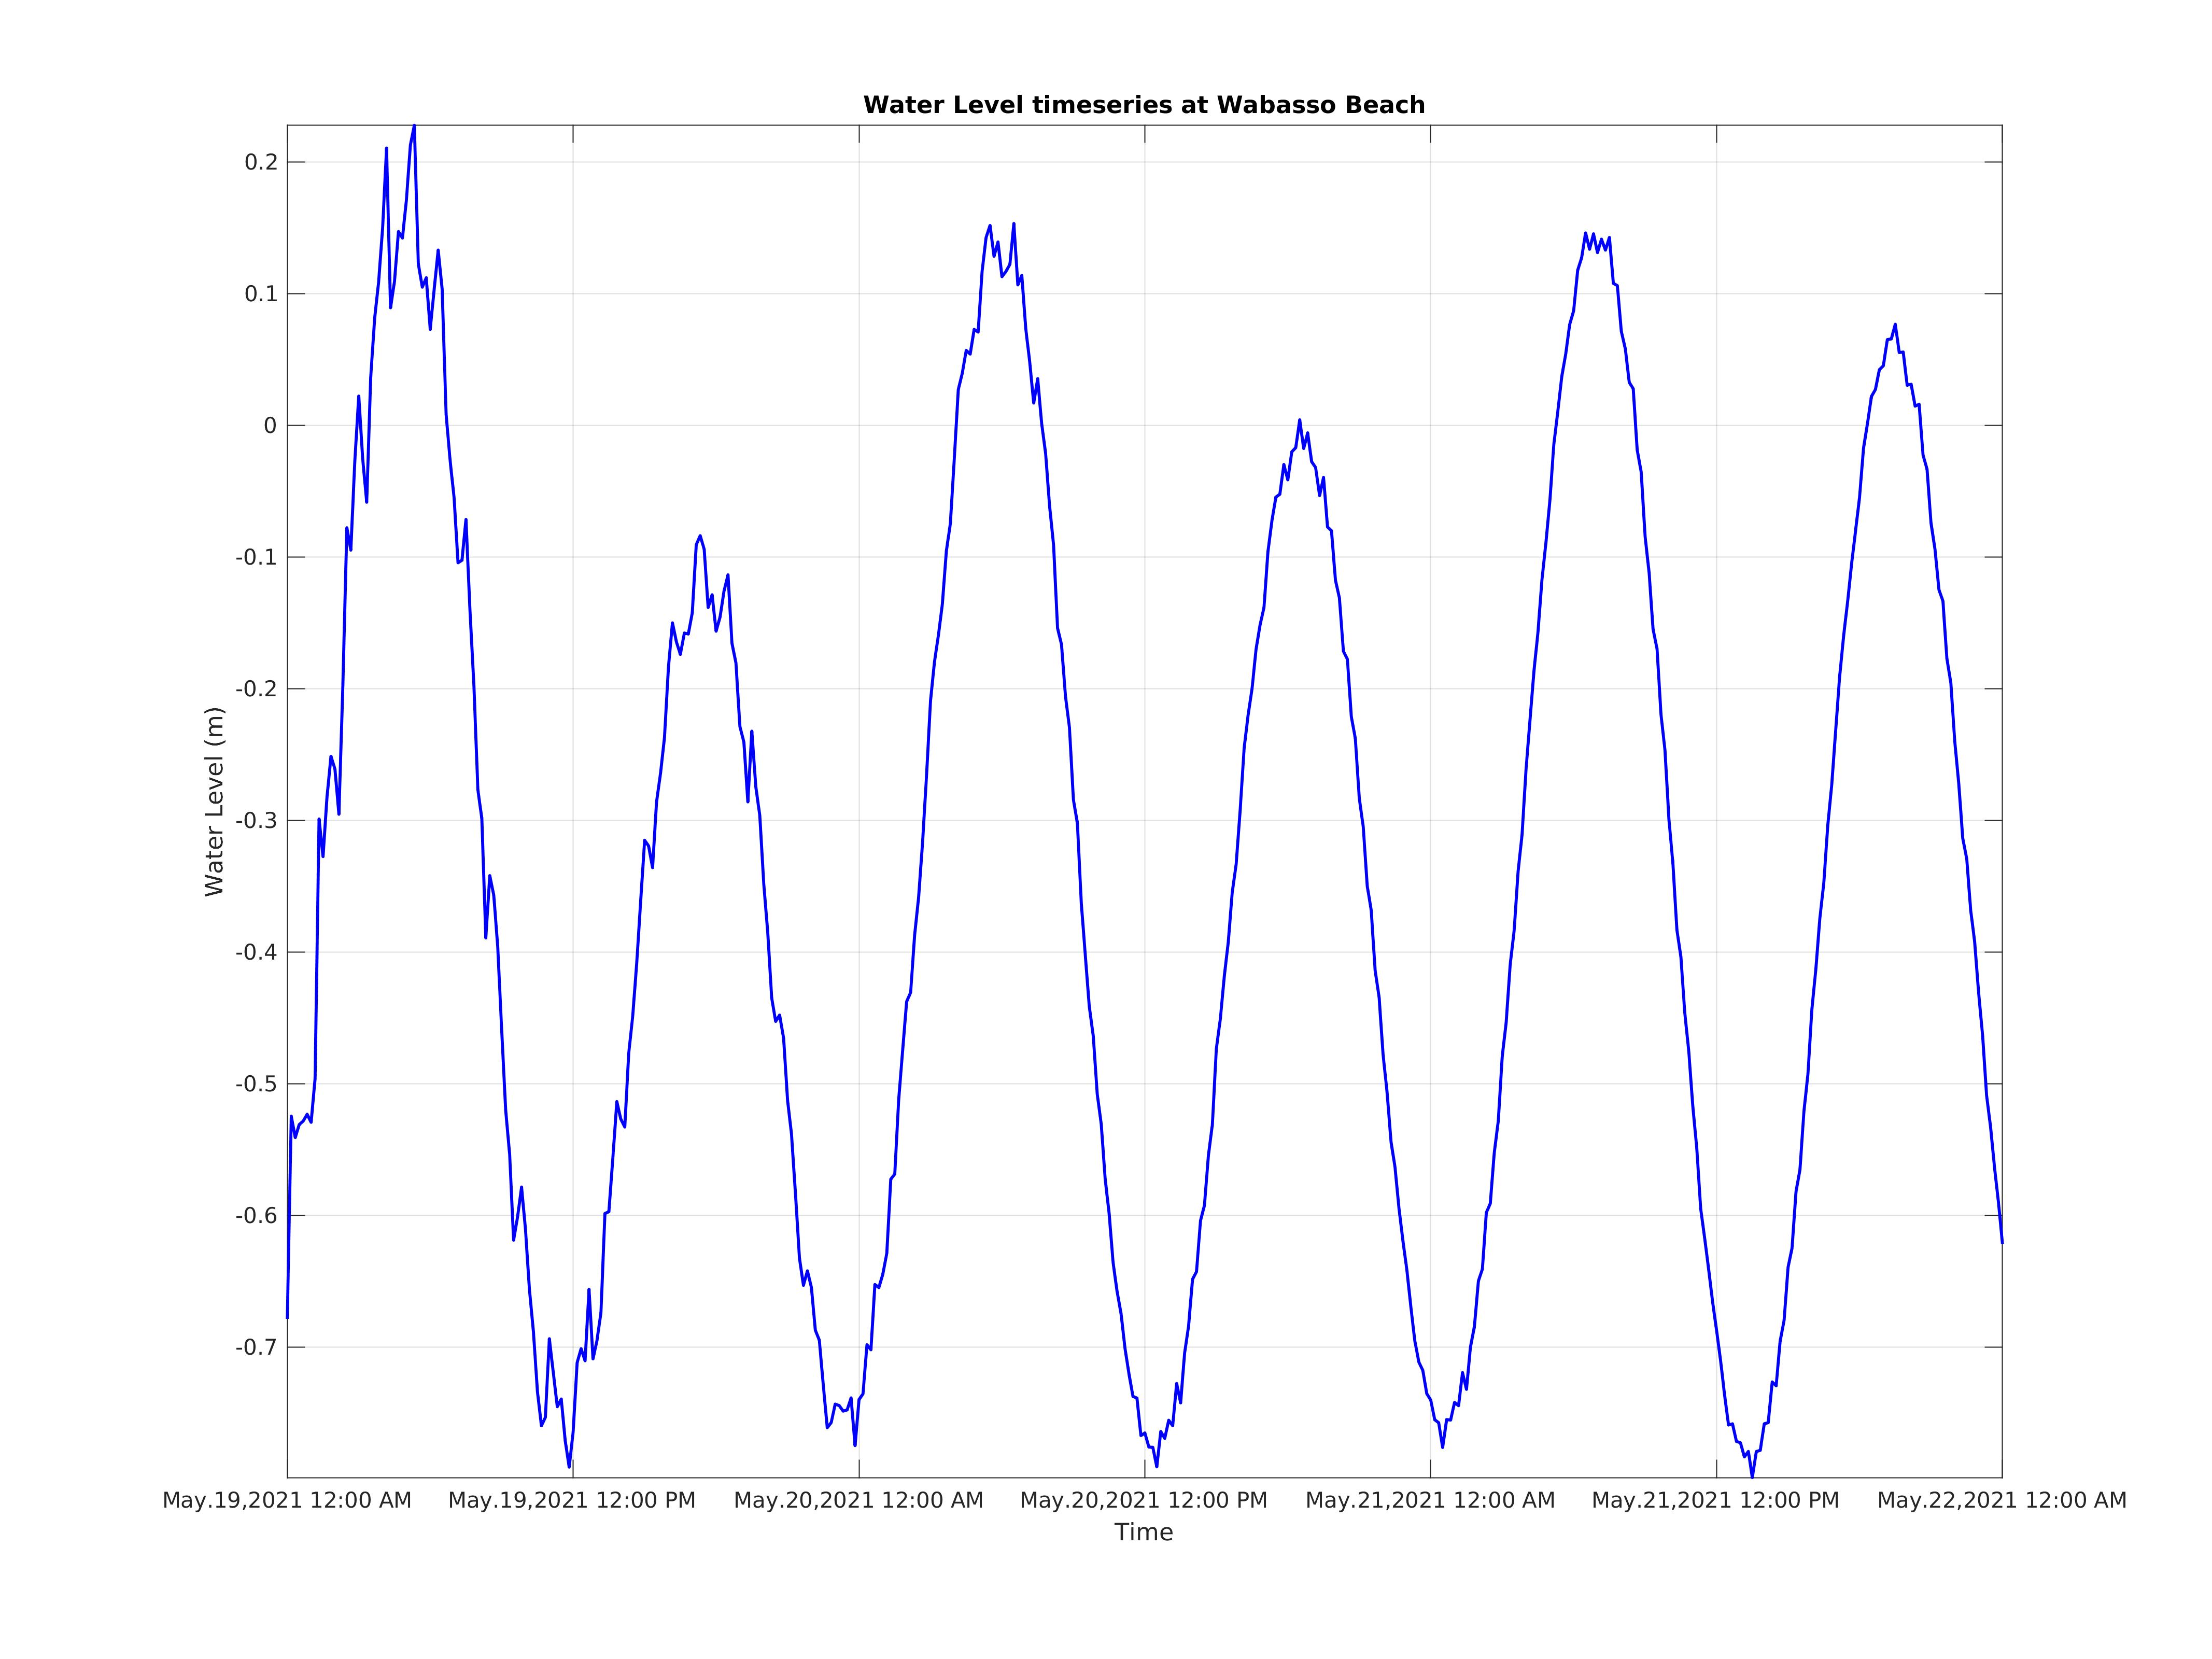 Water Level timeseries at Wabasso Beach
0.2
0.1
0
-0.1
-0.2
-0.3
-0.4
-0.5
-0.6
-0.7
Water Level (m)
May.19,2021 12:00 AM May.19,2021 12:00 PM May.20,2021 12:00 AM May.20,2021 12:00 PM May.21,2021 12:00 AM May.21,2021 12:00 PM May.22,2021 12:00 AM
Time